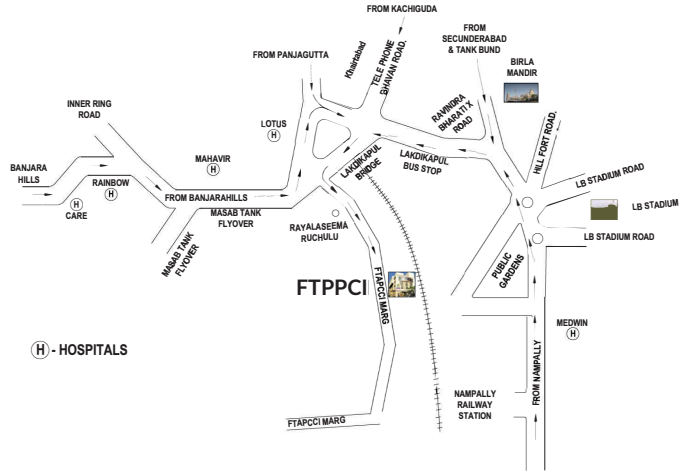 FROM KACHIGUDA
FROM
SECUNDERABAD
& TANK BUND
FROM PANJAGUTTA
Khairtabad
TELE PHONE
BHAVAN ROAD.
BIRLA
MANDIR
RAVINDRA
BHARATI X
ROAD
HILL FORT ROAD.
INNER RING
ROAD
LOTUS
H
MAHAVIR
H
BANJARA
HILLS
RAINBOW
H
H
CARE
FROM BANJARAHILLS
MASAB TANK
FLYOVER
MASAB TANK
FLYOVER
LAKDIKAPUL
BRIDGE
LAKDIKAPUL
BUS STOP
LB STADIUM ROAD
LB STADIUM
LB STADIUM ROAD
RAYALASEEMA
RUCHULU
PUBLIC
GARDENS
FTPPCI
FTAPCCI MARG
MEDWIN
H
H - HOSPITALS
FROM NAMPALLY
NAMPALLY
RAILWAY
STATION
FTAPCCI MARG